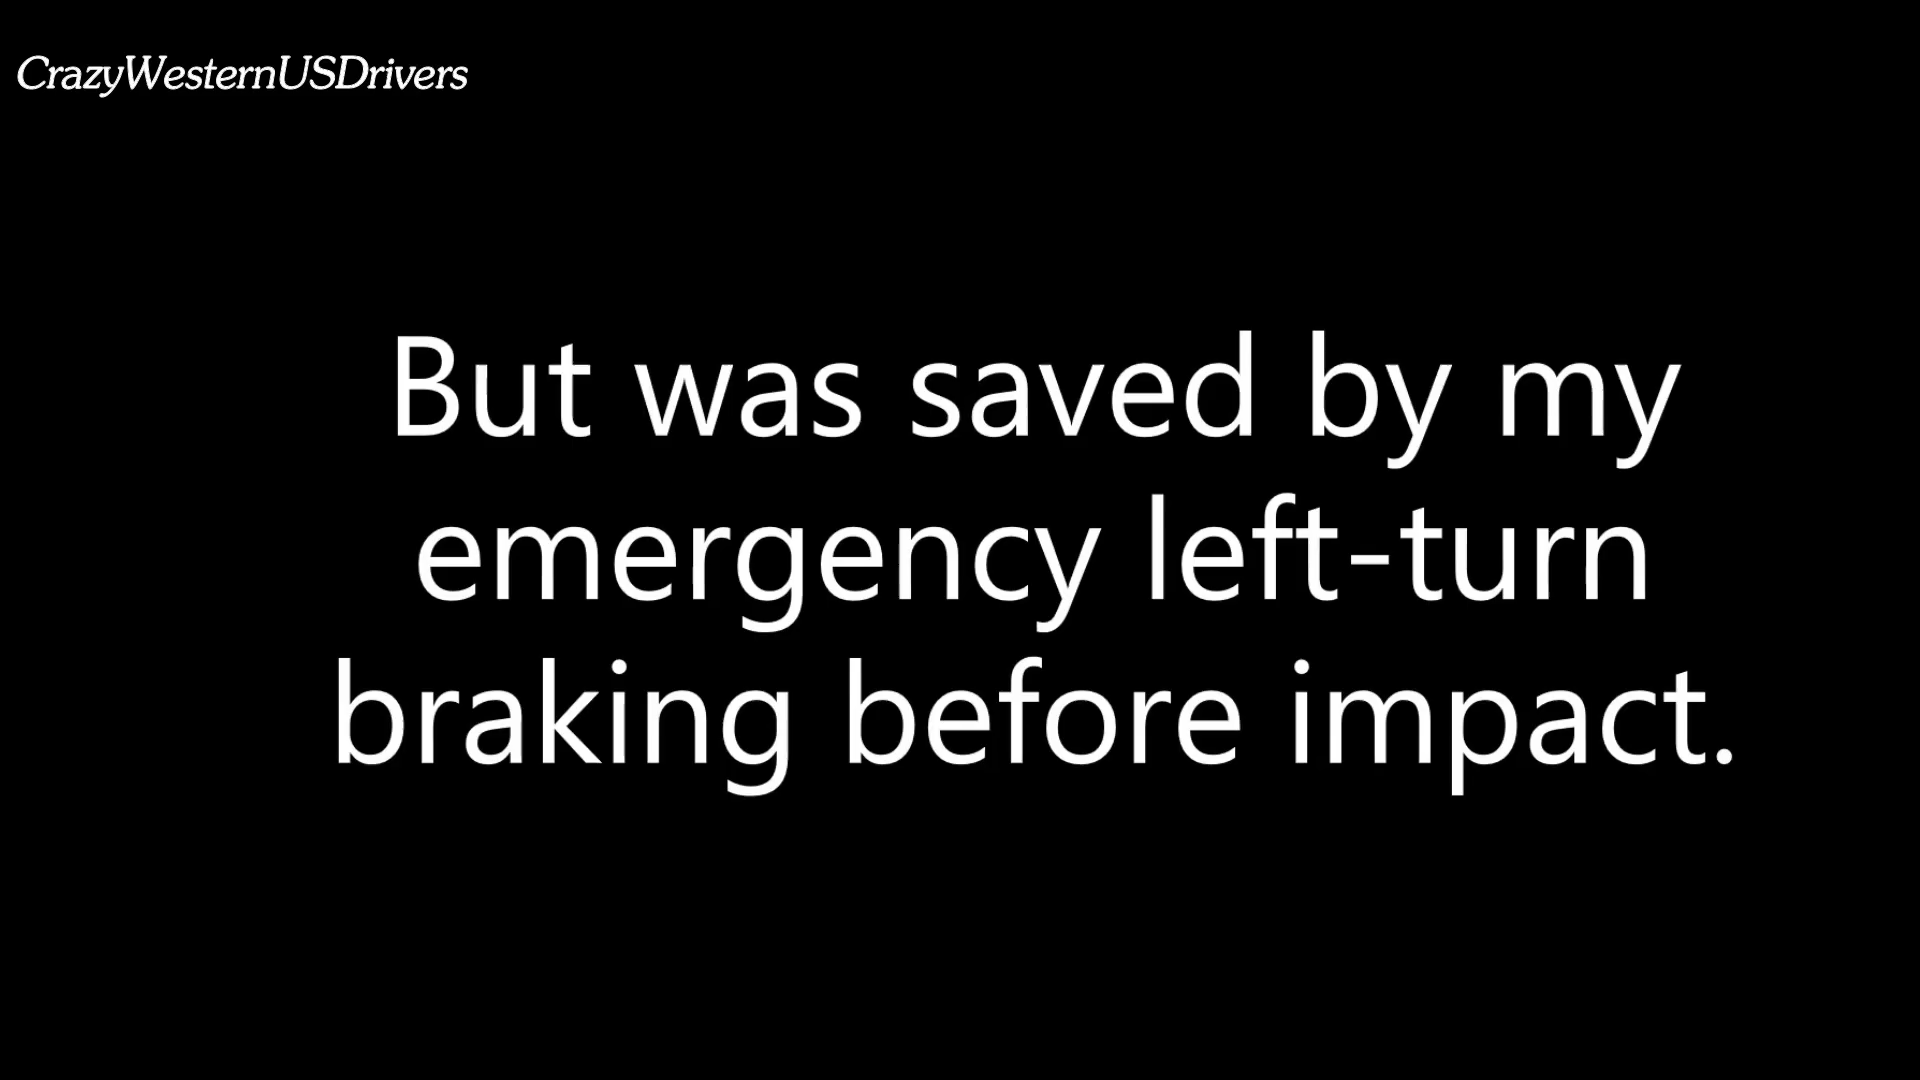 CrazyWesternUSDrivers
But was saved by my
emergency left-turn
braking before impact.